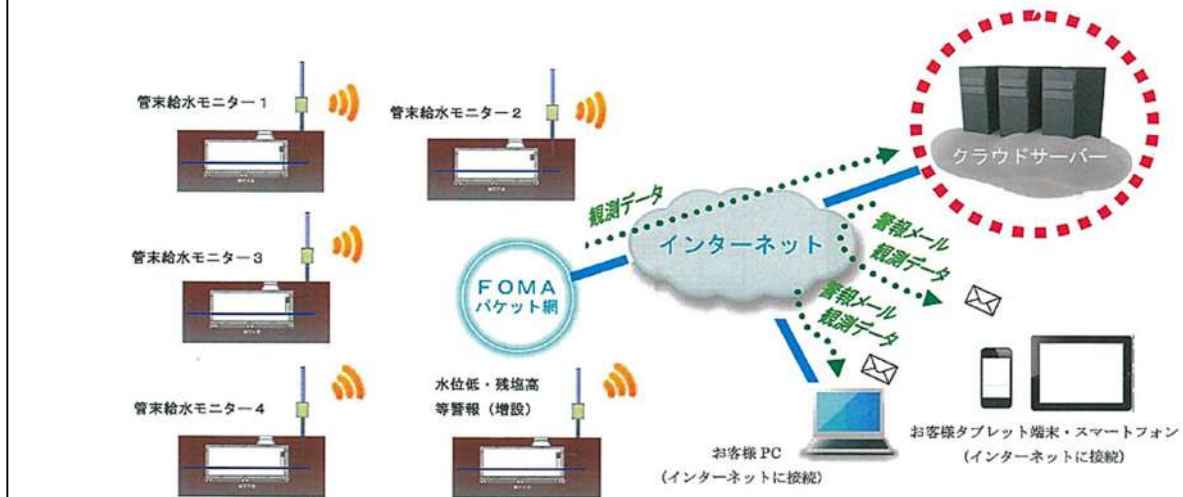 管末給水モニター1
管末給水モニター2
管末給水モニター3
管末給水モニター4
水位低・残塩高
等警報（増設）
FOMA
パケット網
観測データ
インターネット
クラウドサーバー
警報メール
観測データ
警報メール
観測データ
お客様PC
(インターネットに接続)
お客様タブレット端末・スマートフォン
(インターネットに接続)